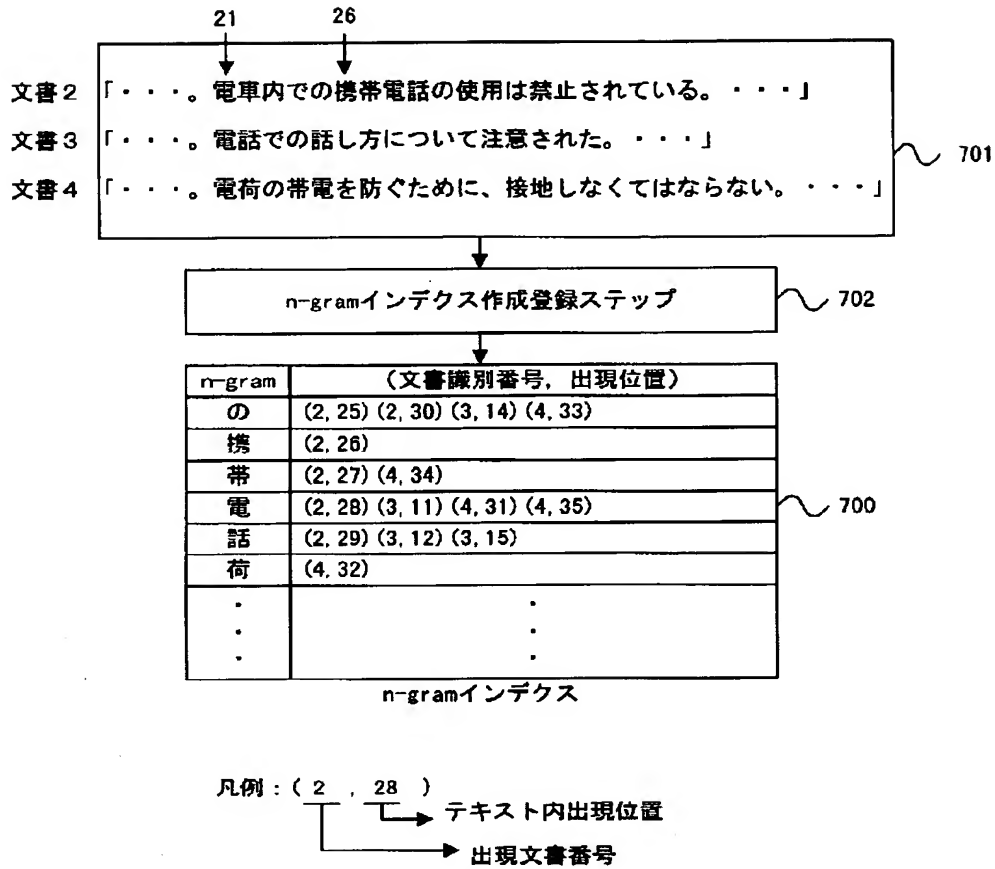 21 26
文書2 「・・・。電車内での携帯電話の使用は禁止されている。・・・」
文書3 「・・・。電話での話し方について注意された。・・・」
701
文書4 「・・・。電荷の帯電を防ぐために、接地しなくてはならない。・・・」
n-gramインデクス作成登録ステップ 702
n-gram (文書識別番号, 出現位置)
の (2, 25) (2, 30) (3, 14) (4, 33)
携 (2, 26)
帯 (2, 27) (4, 34)
電 (2, 28) (3, 11) (4, 31) (4, 35) 700
話 (2, 29) (3, 12) (3, 15)
荷 (4, 32)
・ ・
・ ・
・ ・
n-gramインデクス
凡例:( 2 , 28 )
テキスト内出現位置
出現文書番号